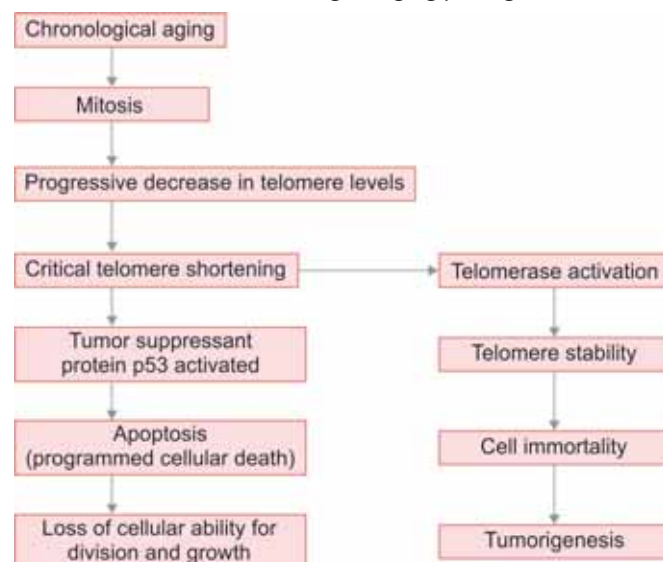 Chronological aging
Mitosis
Progressive decrease in telomere levels
Critical telomere shortening
Tumor suppressant
protein p53 activated
Apoptosis
(programmed cellular death)
Loss of cellular ability for
division and growth
Telomerase activation
Telomere stability
Cell immortality
Tumorigenesis